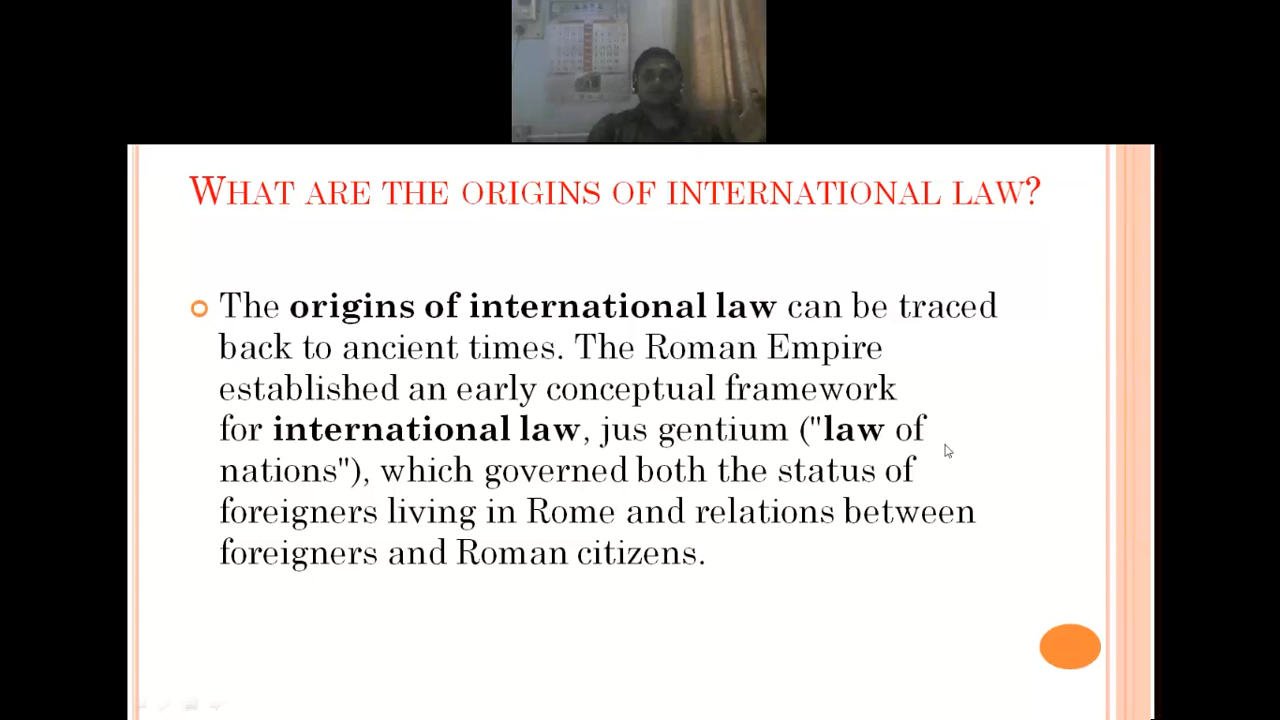 WHAT ARE THE ORIGINS OF INTERNATIONAL LAW?
The origins of international law can be traced
back to ancient times. The Roman Empire
established an early conceptual framework
for international law, jus gentium ("law of
nations"), which governed both the status of
foreigners living in Rome and relations between
foreigners and Roman citizens.